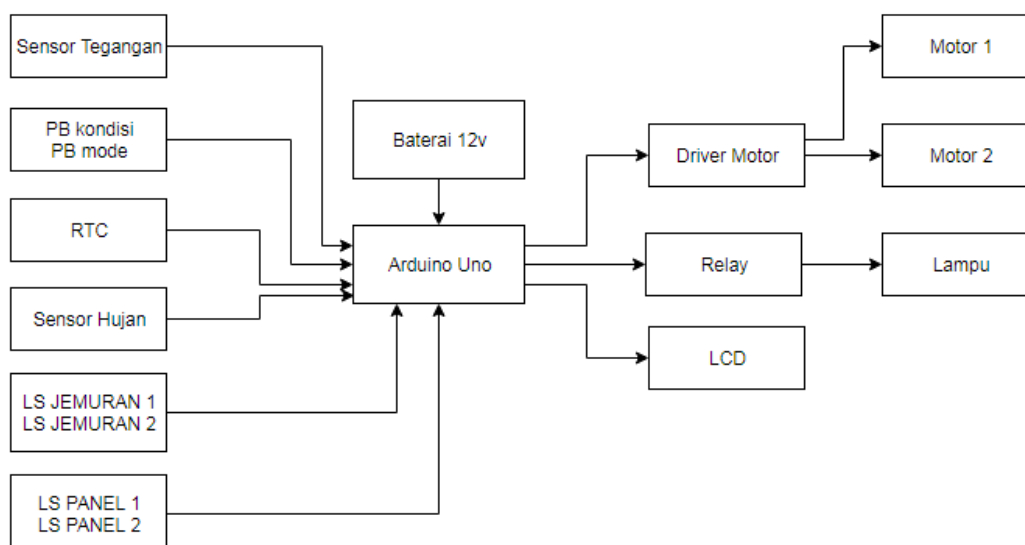 Sensor Tegangan
PB kondisi
PB mode
RTC
Sensor Hujan
LS JEMURAN 1
LS JEMURAN 2
LS PANEL 1
LS PANEL 2
Baterai 12v
Arduino Uno
Driver Motor
Relay
LCD
Motor 1
Motor 2
Lampu